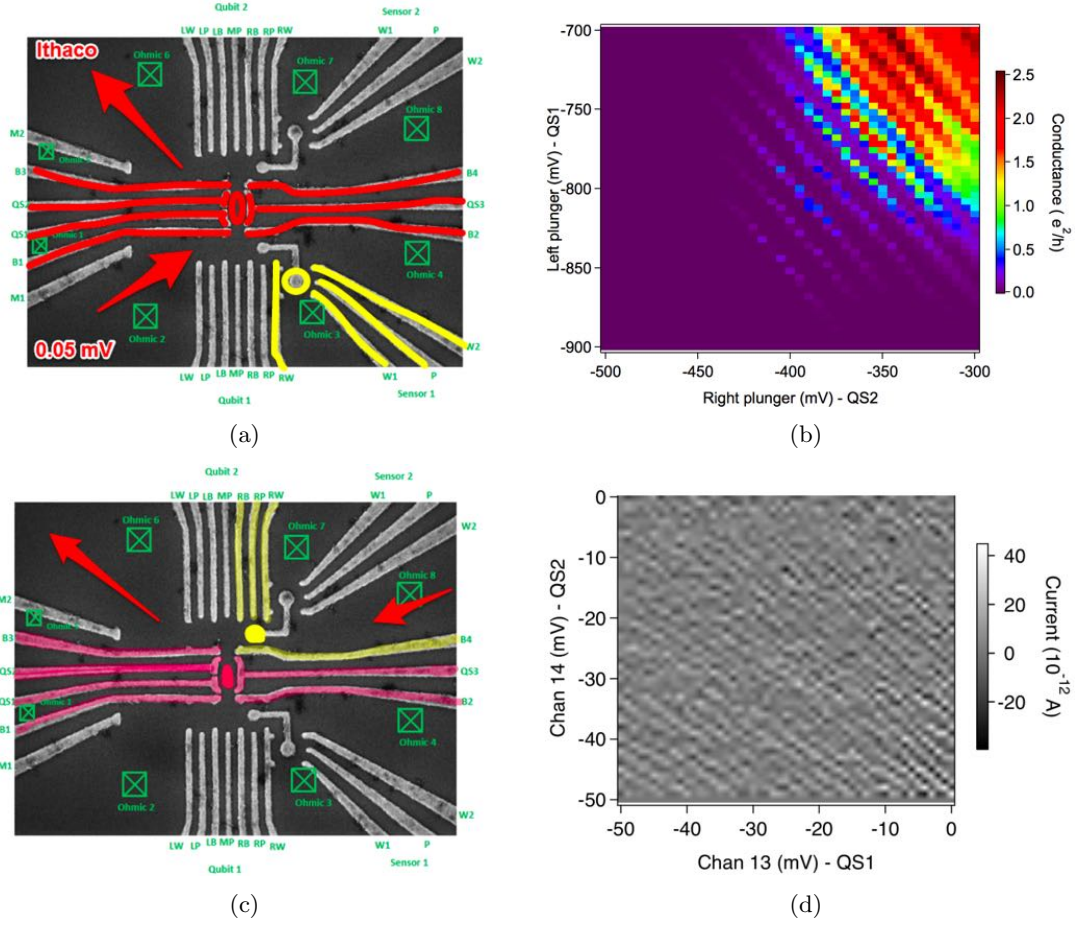 Qubit 2
Sensor 2
LW LP LB MP RB RP RW
W1 P
Ithaco
Ohmic 6
Ohmic 7
W2
M2
Ohmic 8
B3
B4
QS2
QS3
QS1
Ohmic 1
B1
B2
Ohmic 4
M1
Ohmic 2
Ohmic 3
0.05 mV
W2
LW LP LB MP RB RP RW
W1 P
Qubit 1
Sensor 1
(a)
-700
-750
-800
-850
-900
Left plunger (mV) - QS1
-500 -450 -400 -350 -300
Right plunger (mV) - QS2
2.5
2.0
1.5
1.0
0.5
0.0
Conductance ( e2/h)
(b)
Qubit 2
Sensor 2
LW LP LB MP RB RP RW
W1 P
Ohmic 6
Ohmic 7
W2
Ohmic 8
M2
B3
B4
QS2
QS3
QS1
B2
B1
Ohmic 4
M1
Ohmic 2
Ohmic 3
W2
LW LP LB MP RB RP RW
W1 P
Qubit 1
Sensor 1
(c)
0
-10
-20
-30
-40
-50
Chan 14 (mV) - QS2
-50 -40 -30 -20 -10 0
Chan 13 (mV) - QS1
40
20
0
-20
Current (10-12 A)
(d)